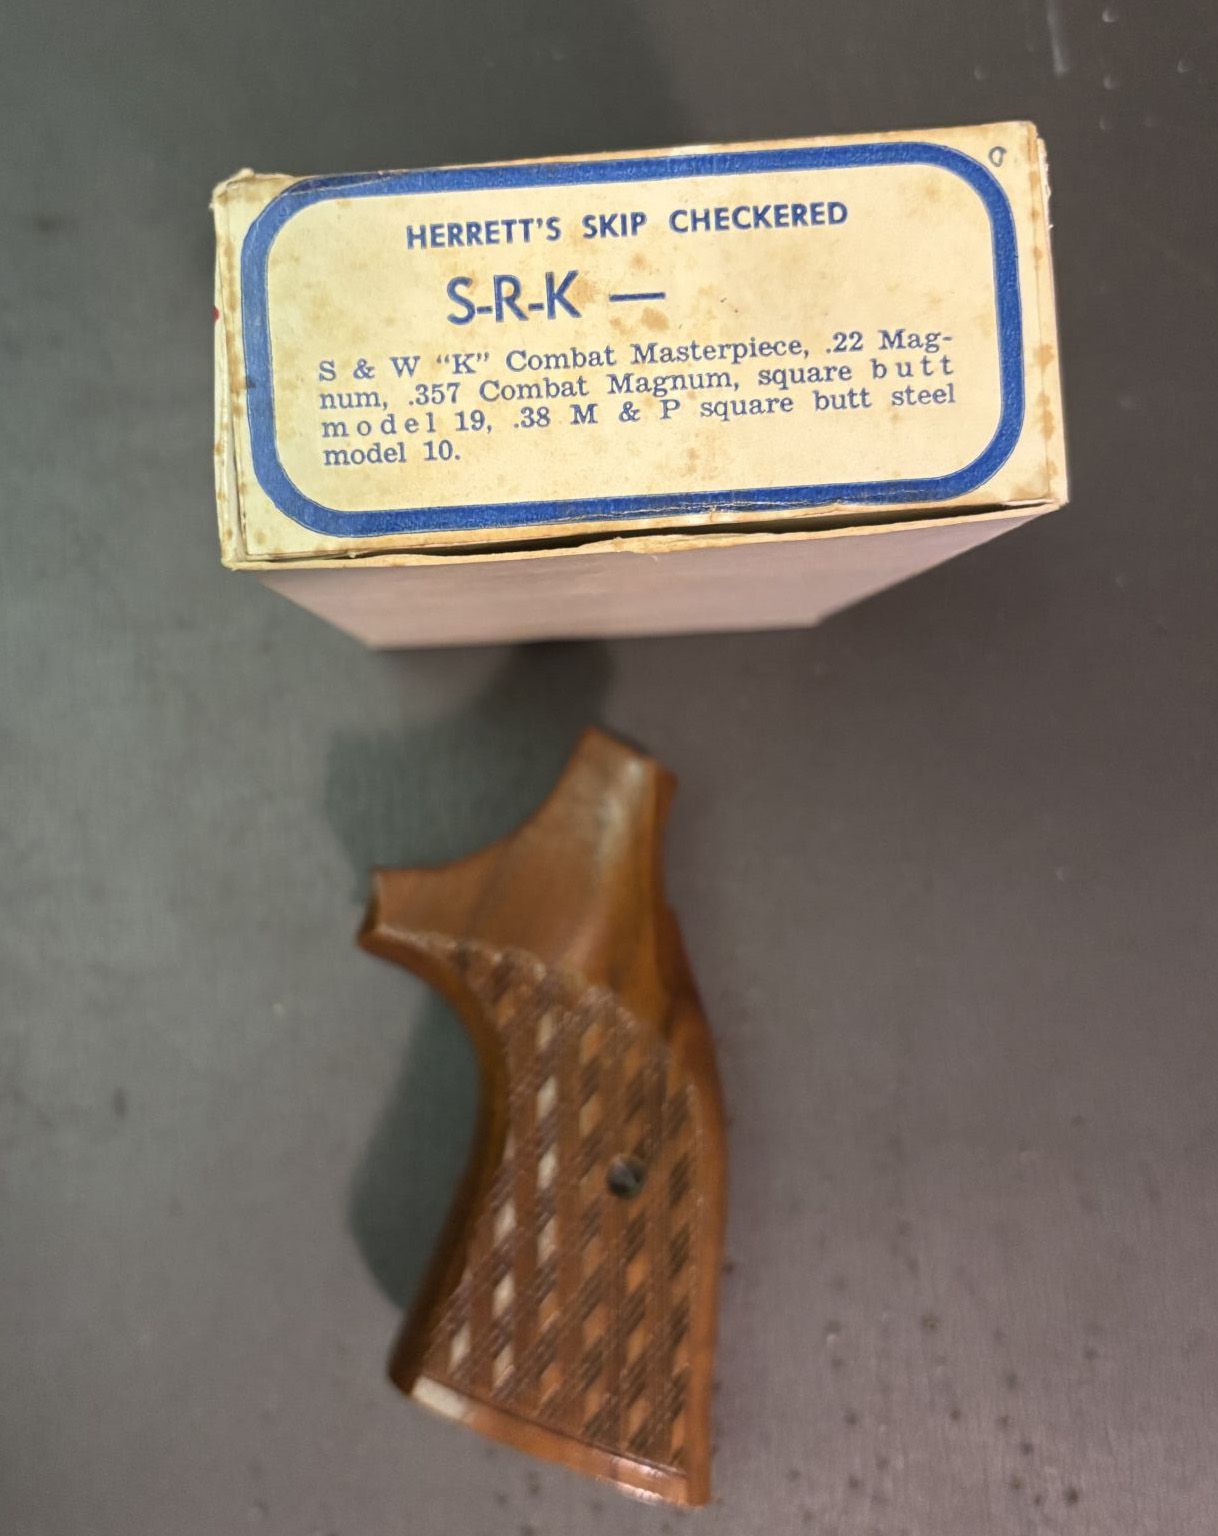 HERRETT'S SKIP CHECKERED
S-R-K —
S & W "K" Combat Masterpiece, .22 Mag-
num, .357 Combat Magnum, square butt
model 19, .38 M & P square butt steel
model 10.